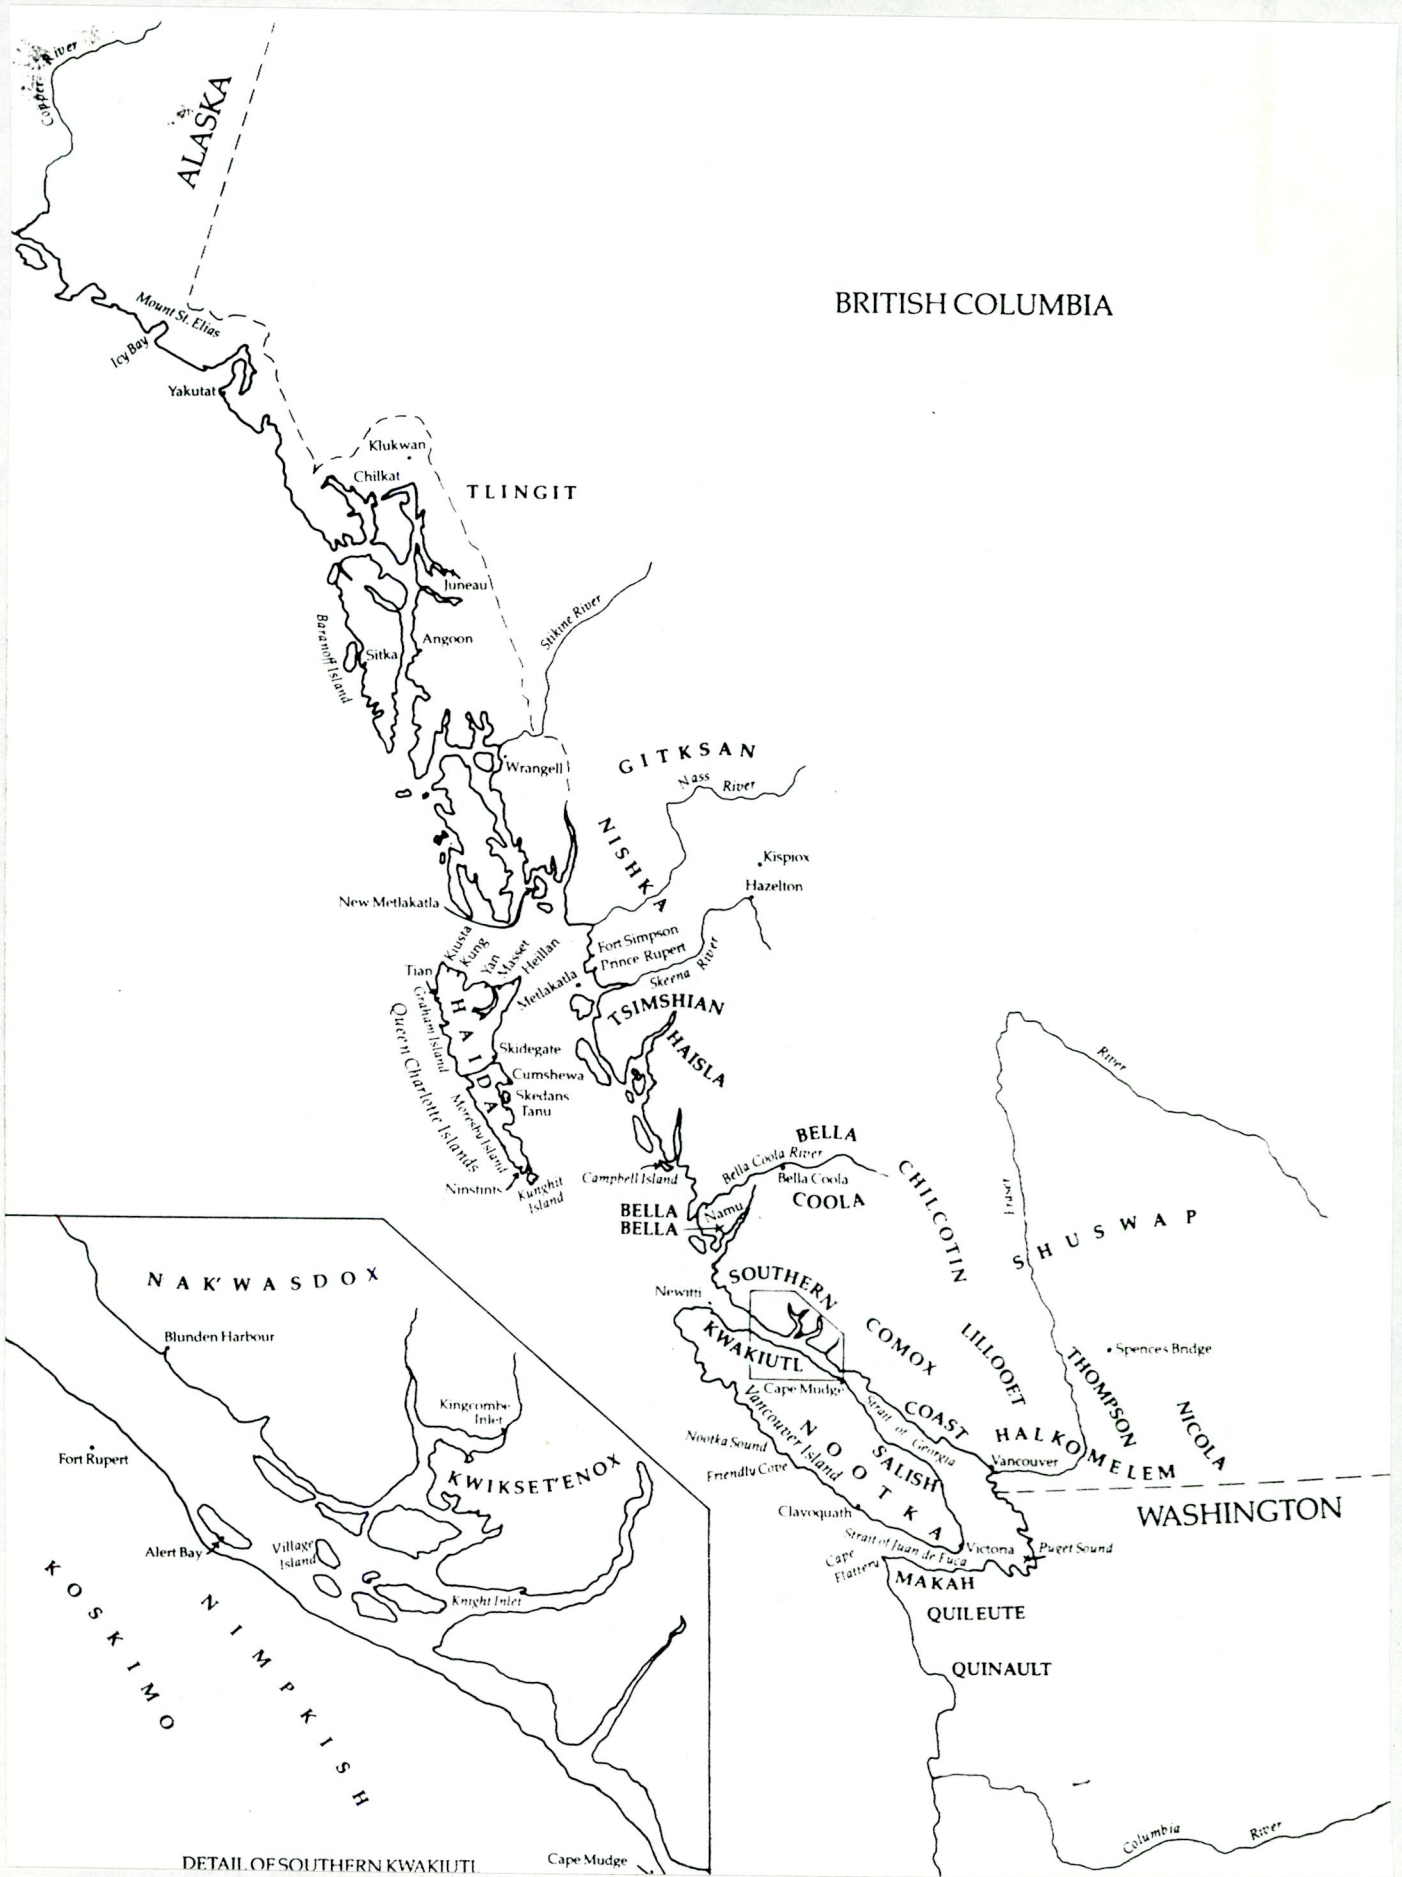 Copper River
ALASKA
BRITISH COLUMBIA
Mount St. Elias
Icy Bay
Yakutat
Klukwan
Chilkat
TLINGIT
Juneau
Stikine River
Baranoff Island
Angoon
Sitka
GITKSAN
Wrangell
Nass River
NISHKA
Kispiox
Hazelton
New Metlakatla
Kiusta
Kung
Yan
Masset
Heillan
Fort Simpson
Prince Rupert
Skeena River
Tian
Metlakatla
Graham Island
HAIDA
TSIMSHIAN
HAISLA
Queen Charlotte Islands
Skidegate
Cumshewa
Skedans
Tanu
Moresby Island
River
Ninstints
Kunghit
Island
Campbell Island
BELLA
Bella Coola River
Bella Coola
COOLA
CHILCOTIN
Fraser
BELLA
BELLA
Namu
SHUSWAP
SOUTHERN
Newitti
KWAKIUTL
COMOX
LILLOOET
THOMPSON
Spences Bridge
NICOLA
Cape Mudge
Vancouver Island
Strait of Georgia
COAST
SALISH
HALKOMELEM
Nootka Sound
NOOTKA
Friendly Cove
Vancouver
WASHINGTON
Clavoquath
Strait of Juan de Fuca
Victoria
Puget Sound
Cape
Flattery
MAKAH
QUILEUTE
QUINAULT
Columbia River
NAK'WASDOX
Blunden Harbour
Kingcombe
Inlet
Fort Rupert
KWIKSET'ENOX
Alert Bay
Village
Island
Knight Inlet
KOSKIMO
NIMPKISH
DETAIL OF SOUTHERN KWAKIUTL
Cape Mudge